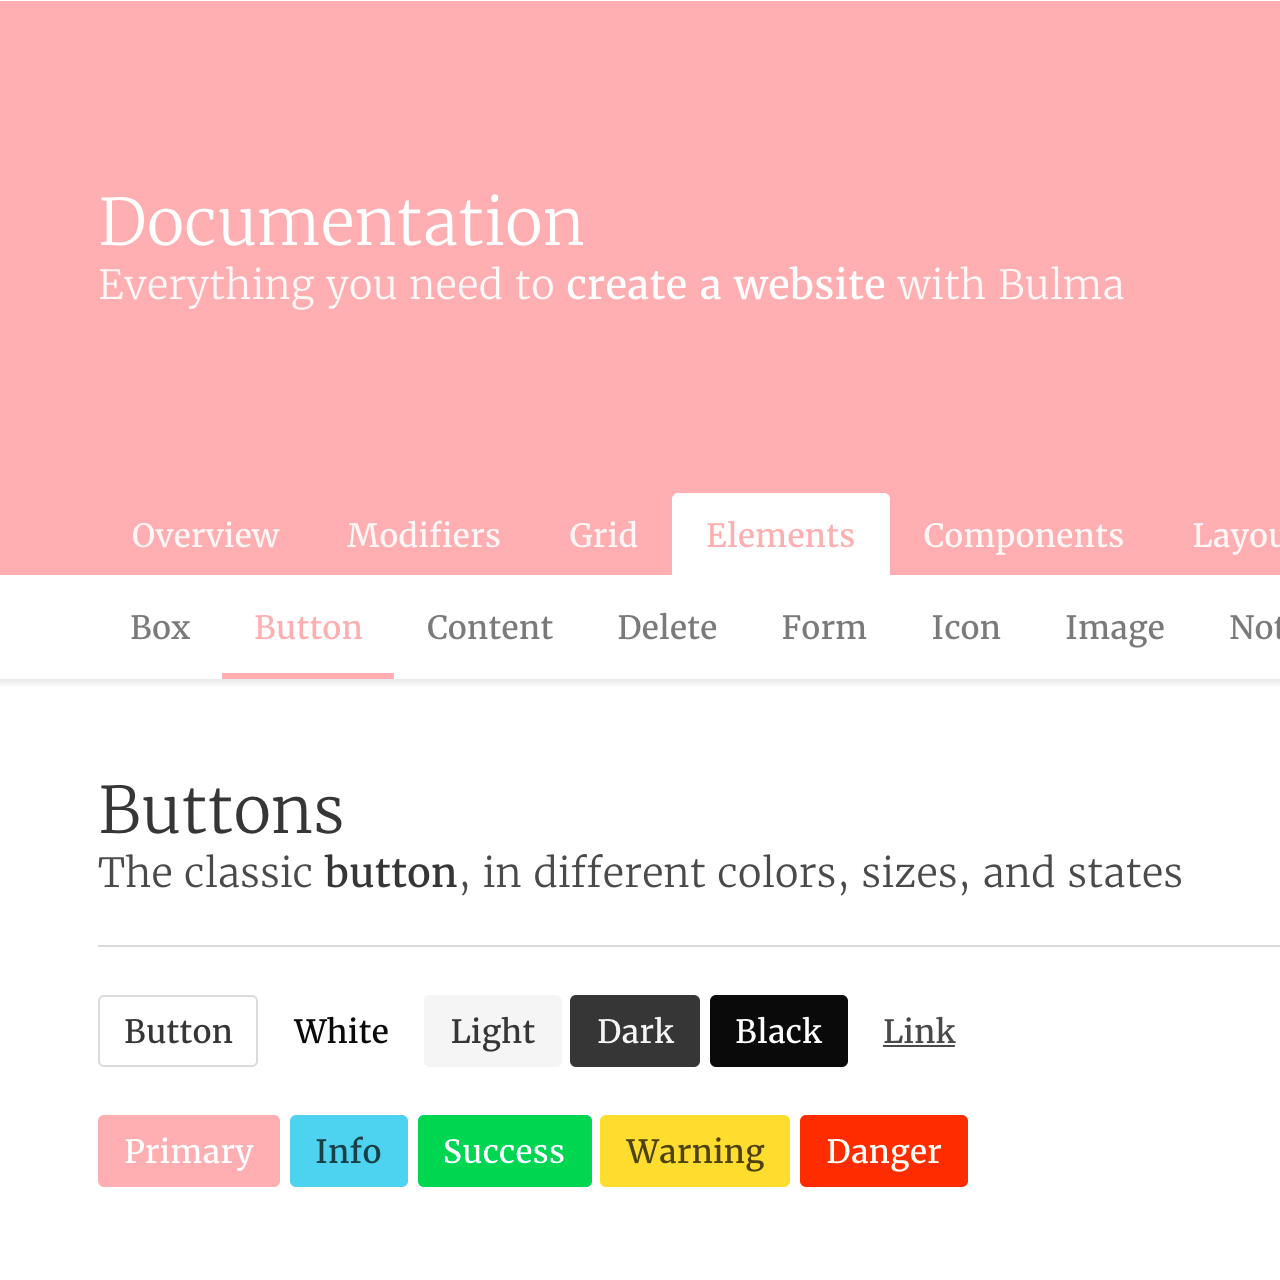 Documentation
Everything you need to create a website with Bulma
Overview Modifiers Grid Elements Components Layou
Box Button Content Delete Form Icon Image Not
Buttons
The classic button, in different colors, sizes, and states
Button White Light Dark Black Link
Primary Info Success Warning Danger